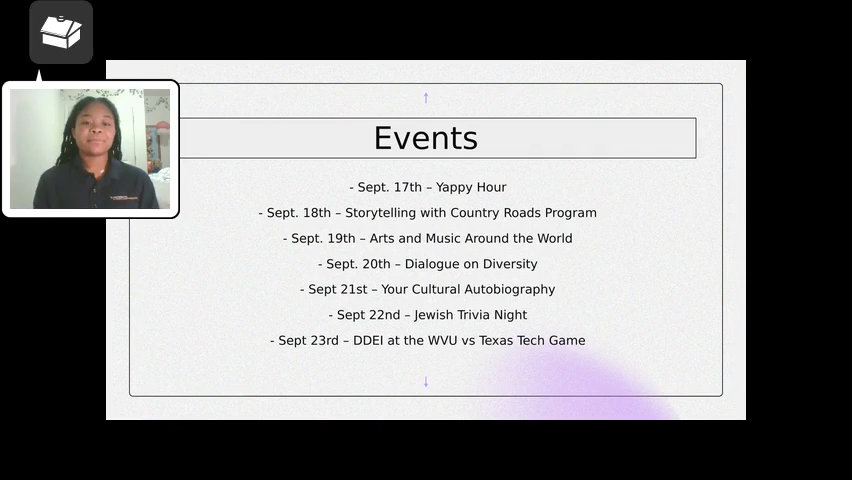 Events
- Sept. 17th – Yappy Hour
- Sept. 18th – Storytelling with Country Roads Program
- Sept. 19th – Arts and Music Around the World
- Sept. 20th – Dialogue on Diversity
- Sept 21st – Your Cultural Autobiography
- Sept 22nd – Jewish Trivia Night
- Sept 23rd – DDEI at the WVU vs Texas Tech Game